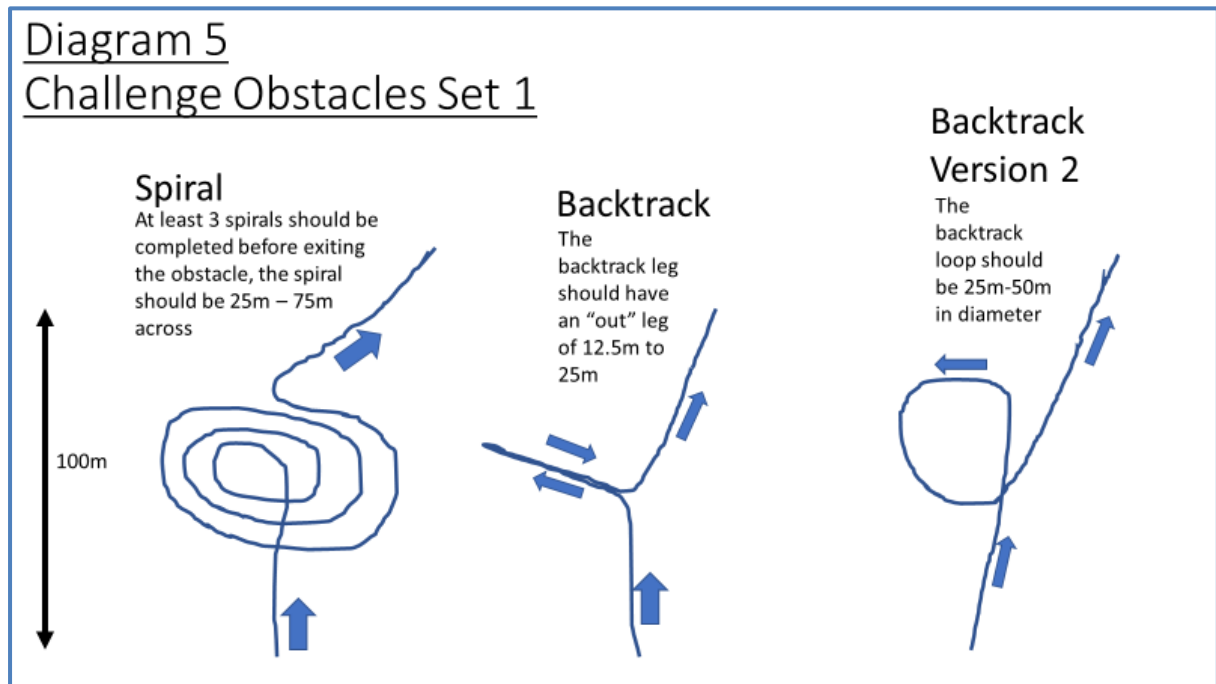 Diagram 5
Challenge Obstacles Set 1
Spiral
At least 3 spirals should be
completed before exiting
the obstacle, the spiral
should be 25m – 75m
across
Backtrack
The
backtrack leg
should have
an “out” leg
of 12.5m to
25m
Backtrack
Version 2
The
backtrack
loop should
be 25m-50m
in diameter
100m